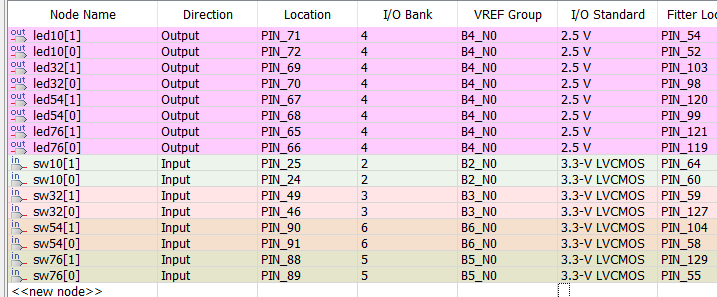 Node Name Direction Location I/O Bank VREF Group I/O Standard Fitter Loc
out led10[1] Output PIN_71 4 B4_N0 2.5 V PIN_54
out led10[0] Output PIN_72 4 B4_N0 2.5 V PIN_52
out led32[1] Output PIN_69 4 B4_N0 2.5 V PIN_103
out led32[0] Output PIN_70 4 B4_N0 2.5 V PIN_98
out led54[1] Output PIN_67 4 B4_N0 2.5 V PIN_120
out led54[0] Output PIN_68 4 B4_N0 2.5 V PIN_99
out led76[1] Output PIN_65 4 B4_N0 2.5 V PIN_121
out led76[0] Output PIN_66 4 B4_N0 2.5 V PIN_119
in sw10[1] Input PIN_25 2 B2_N0 3.3-V LVCMOS PIN_64
in sw10[0] Input PIN_24 2 B2_N0 3.3-V LVCMOS PIN_60
in sw32[1] Input PIN_49 3 B3_N0 3.3-V LVCMOS PIN_59
in sw32[0] Input PIN_46 3 B3_N0 3.3-V LVCMOS PIN_127
in sw54[1] Input PIN_90 6 B6_N0 3.3-V LVCMOS PIN_104
in sw54[0] Input PIN_91 6 B6_N0 3.3-V LVCMOS PIN_58
in sw76[1] Input PIN_88 5 B5_N0 3.3-V LVCMOS PIN_129
in sw76[0] Input PIN_89 5 B5_N0 3.3-V LVCMOS PIN_55
<<new node>>